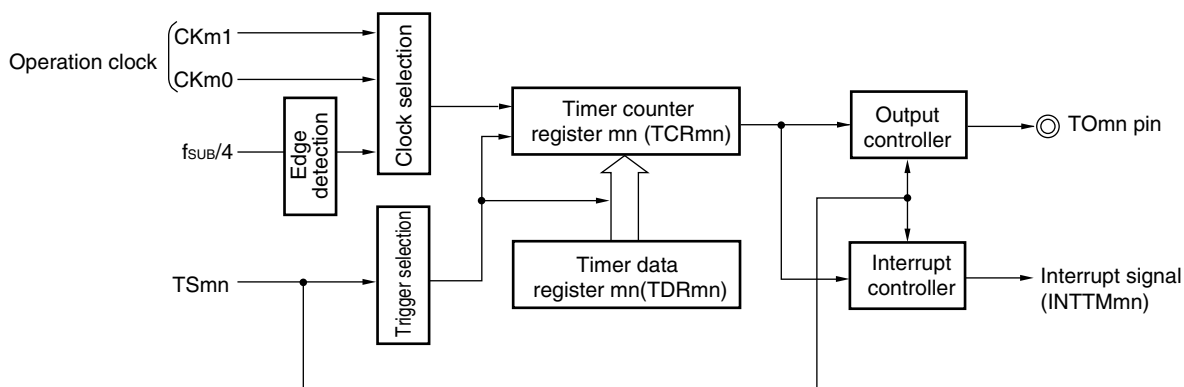 Operation clock
CKm1
CKm0
fSUB/4
Edge
detection
Clock selection
TSmn
Trigger selection
Timer counter
register mn (TCRmn)
Timer data
register mn(TDRmn)
Output
controller
TOmn pin
Interrupt
controller
Interrupt signal
(INTTMmn)